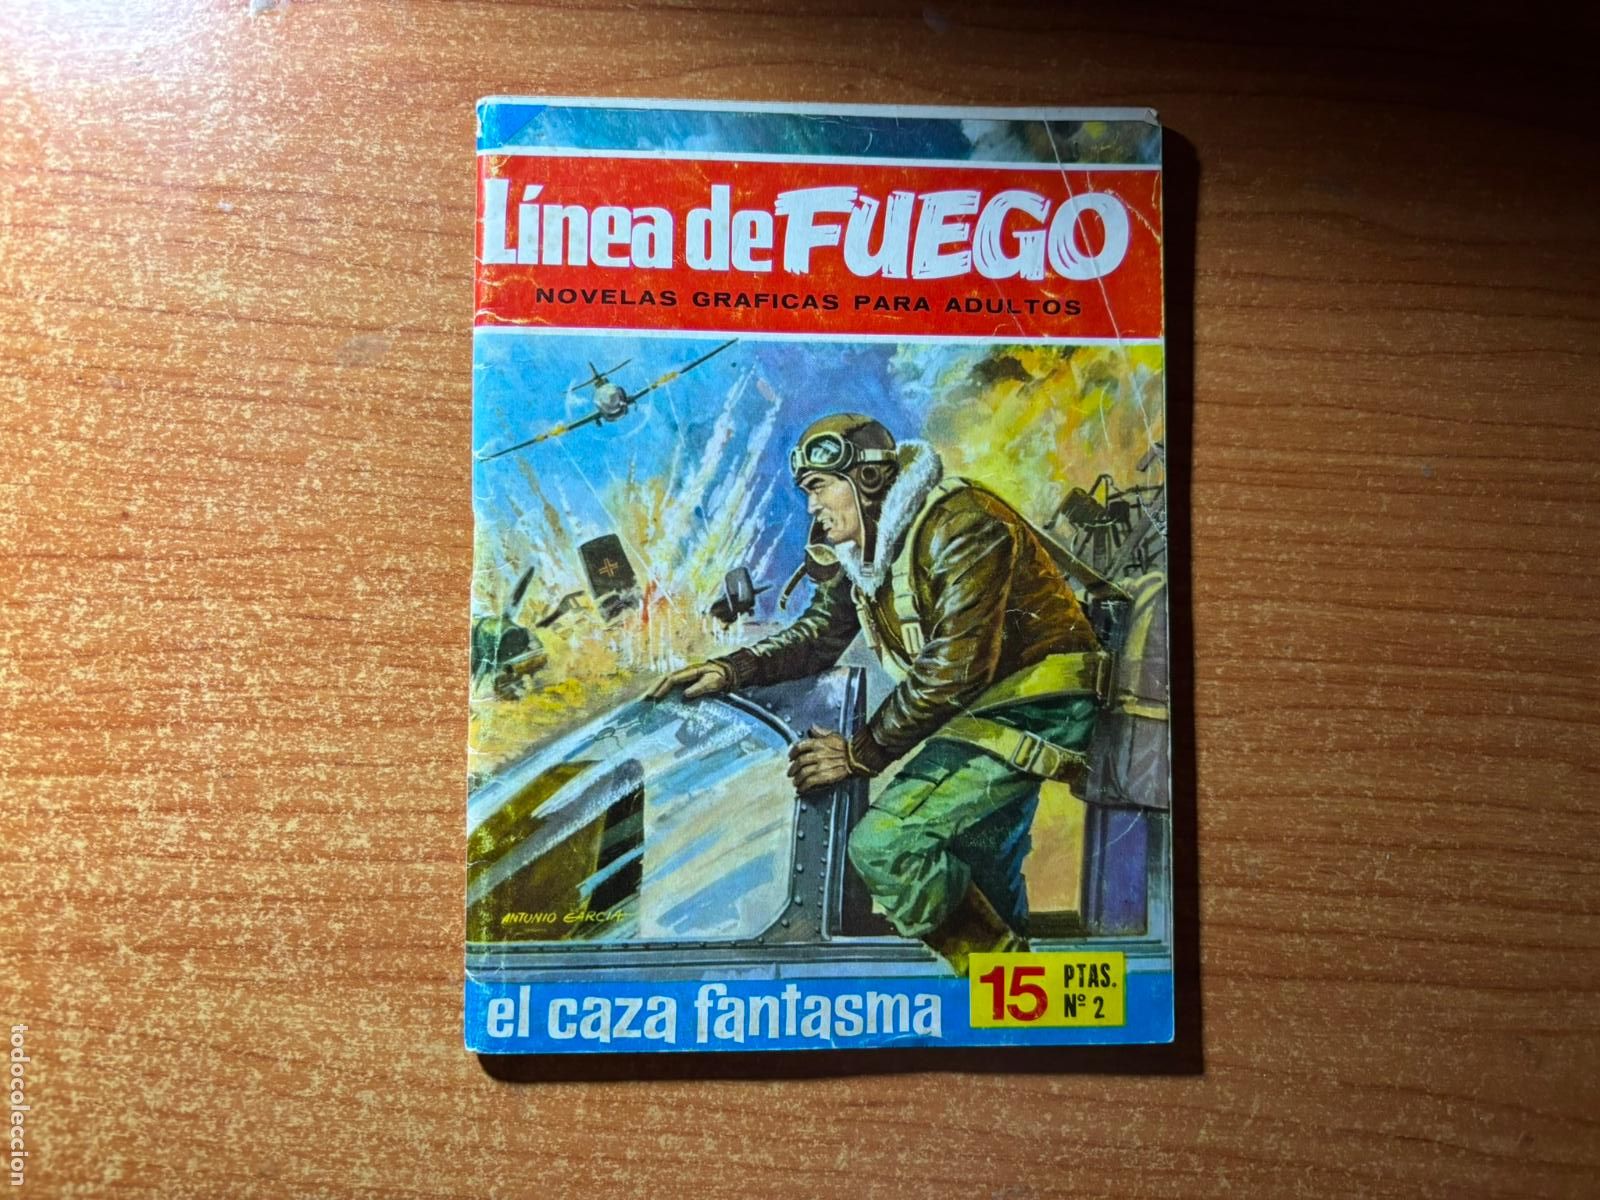 Línea de FUEGO
NOVELAS GRAFICAS PARA ADULTOS
ANTONIO GARCIA
el caza fantasma
15 PTAS.
Nº 2
todocoleccion